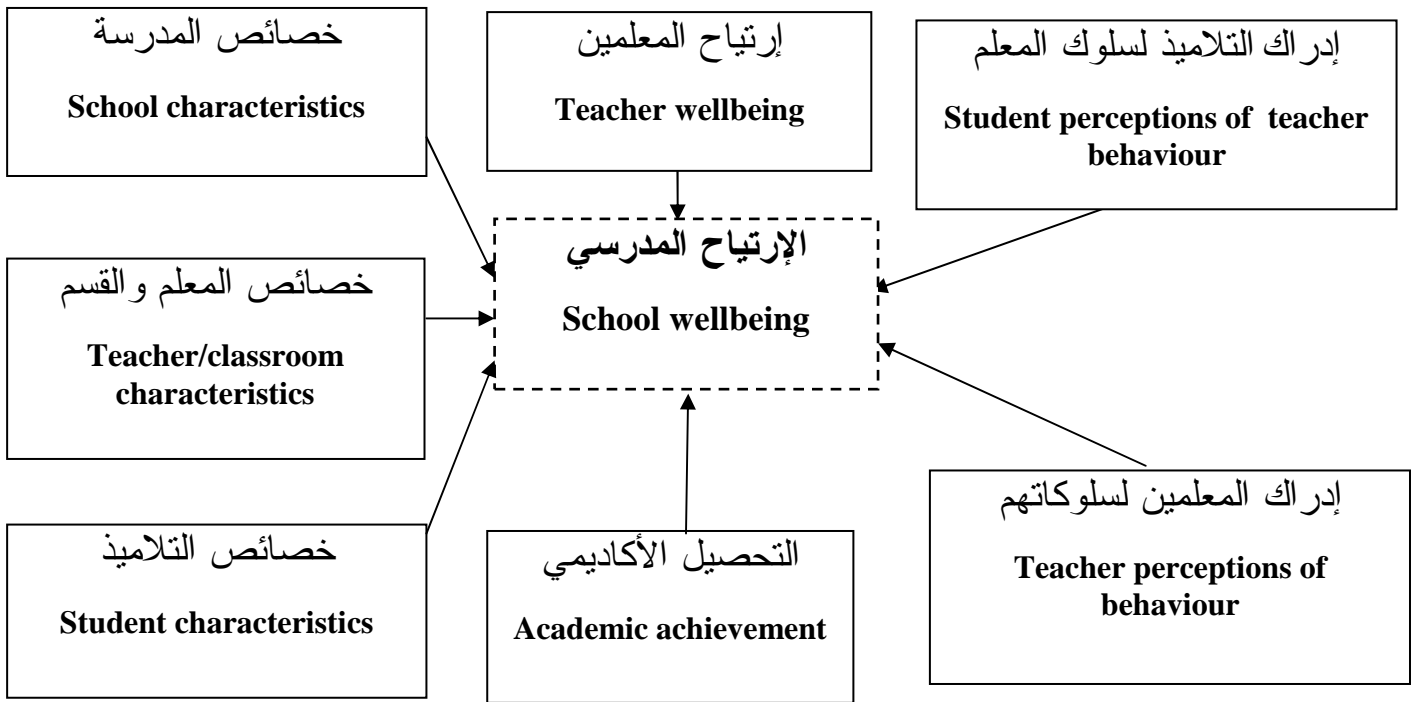 خصائص المدرسة
School characteristics
إرتياح المعلمين
Teacher wellbeing
إدراك التلاميذ لسلوك المعلم
Student perceptions of teacher
behaviour
خصائص المعلم والقسم
Teacher/classroom
characteristics
الإرتياح المدرسي
School wellbeing
خصائص التلاميذ
Student characteristics
التحصيل الأكاديمي
Academic achievement
إدراك المعلمين لسلوكاتهم
Teacher perceptions of
behaviour